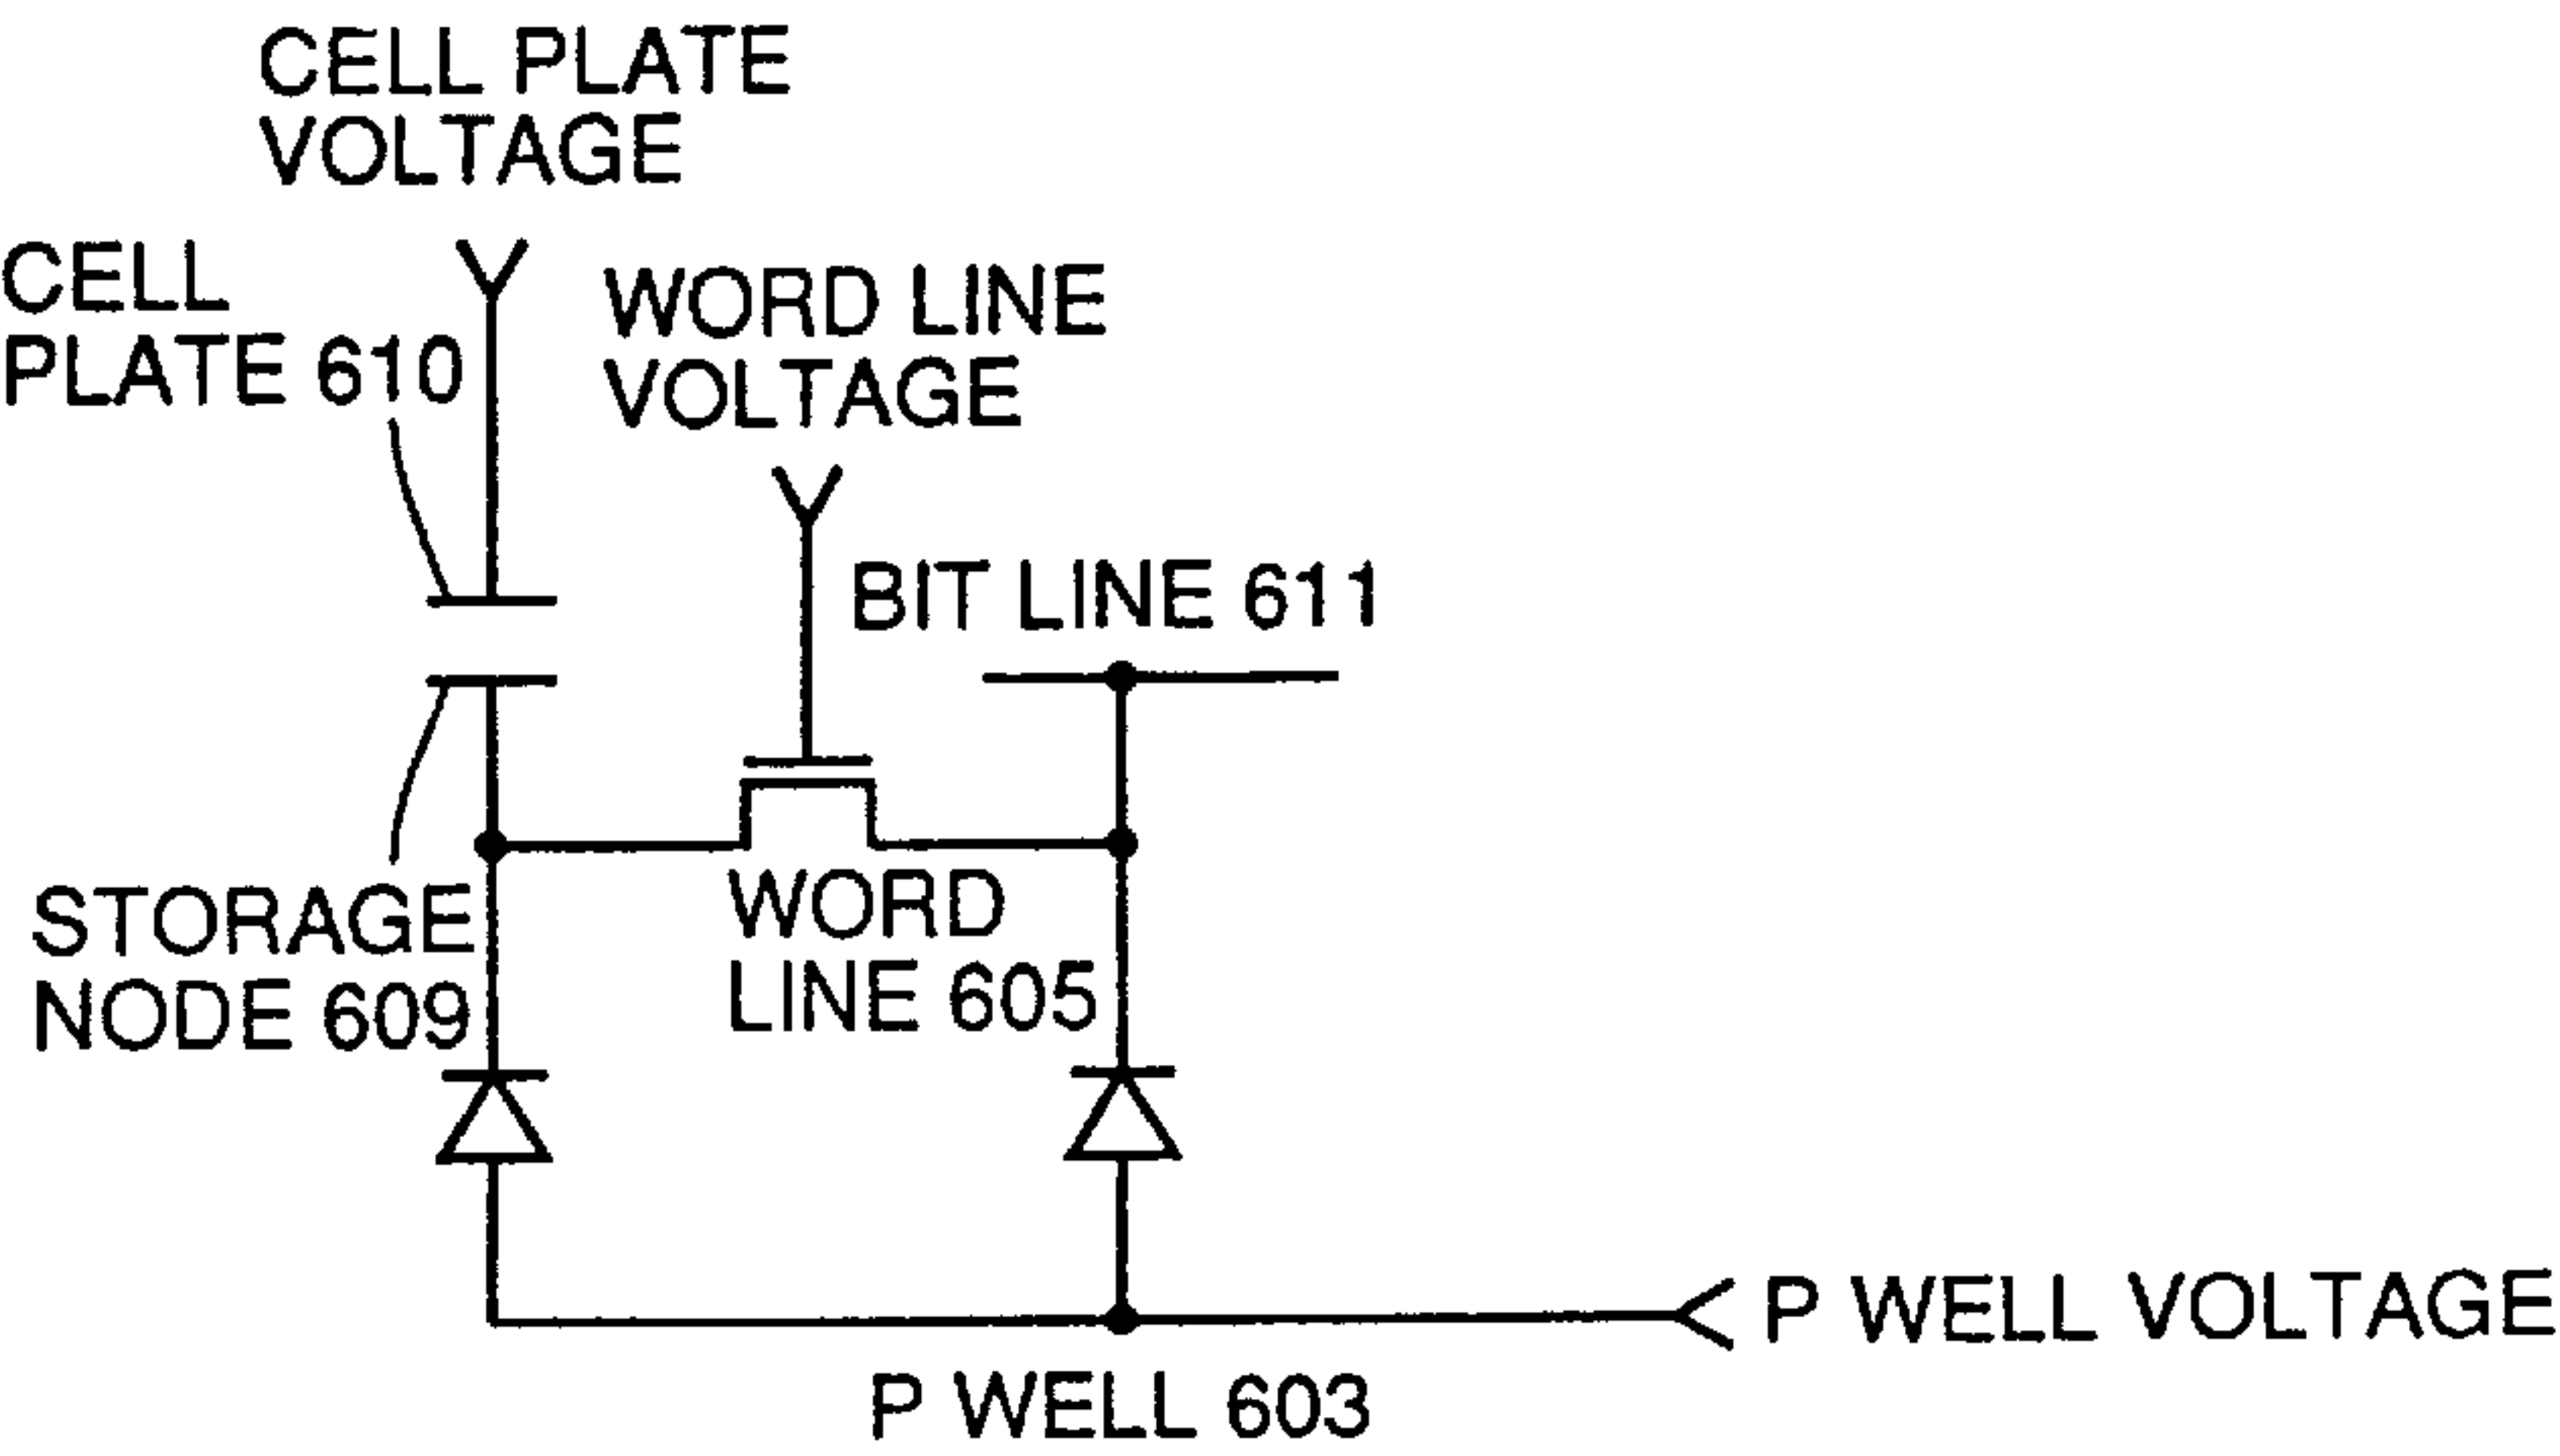 CELL PLATE
VOLTAGE
CELL
PLATE 610
WORD LINE
VOLTAGE
BIT LINE 611
STORAGE
NODE 609
WORD
LINE 605
P WELL VOLTAGE
P WELL 603